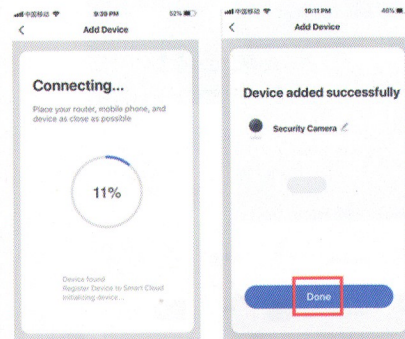 中国移动 9:39 PM 52%
Add Device
Connecting...
Place your router, mobile phone, and
device as close as possible
11%
Device found
Register Device to Smart Cloud
Initializing device...
中国移动 10:11 PM 46%
Add Device
Device added successfully
Security Camera
Done